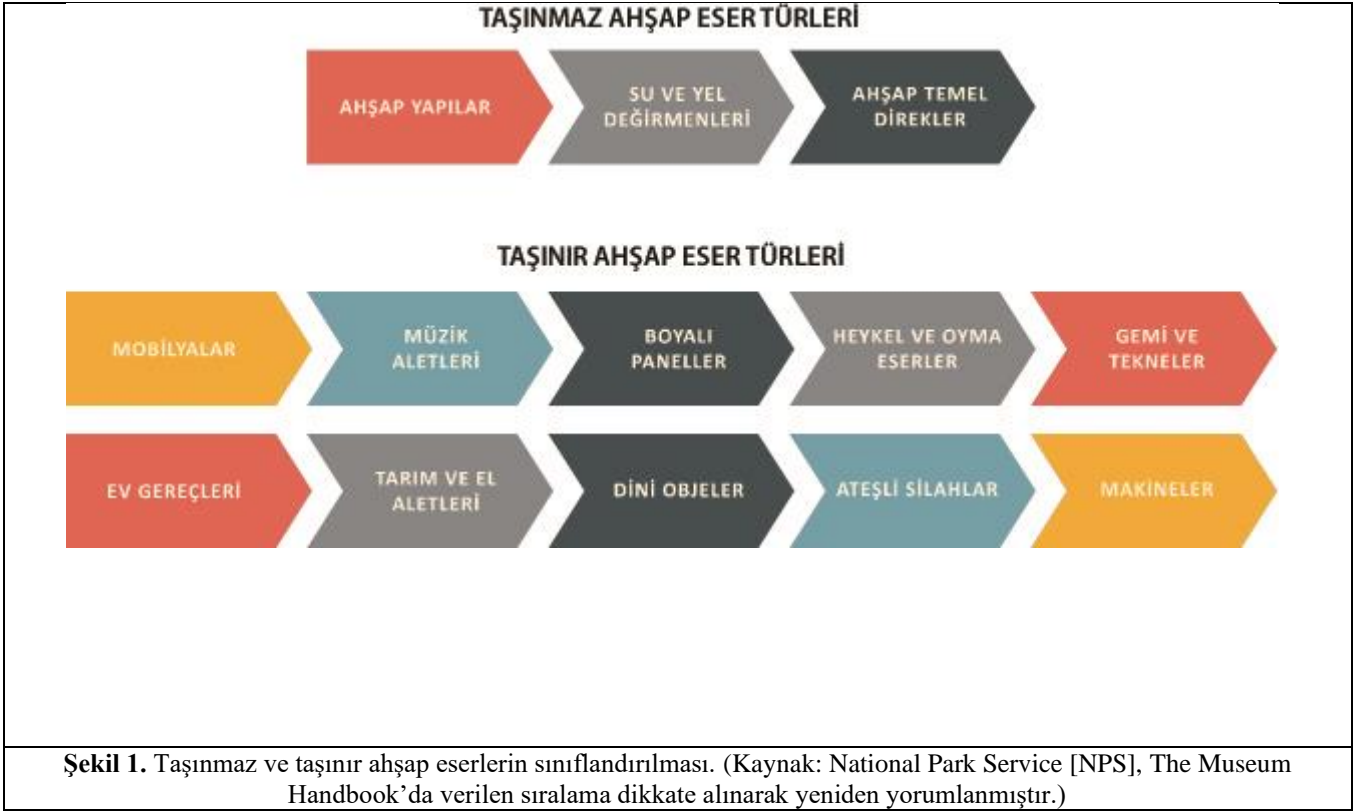 TAŞINMAZ AHŞAP ESER TÜRLERİ
AHŞAP YAPILAR
SU VE YEL
DEĞİRMENLERİ
AHŞAP TEMEL
DİREKLER
TAŞINIR AHŞAP ESER TÜRLERİ
MOBİLYALAR
MÜZİK
ALETLERİ
BOYALI
PANELLER
HEYKEL VE OYMA
ESERLER
GEMİ VE
TEKNELER
EV GEREÇLERİ
TARIM VE EL
ALETLERİ
DİNİ OBJELER
ATEŞLİ SİLAHLAR
MAKİNELER
Şekil 1. Taşınmaz ve taşınır ahşap eserlerin sınıflandırılması. (Kaynak: National Park Service [NPS], The Museum
Handbook’da verilen sıralama dikkate alınarak yeniden yorumlanmıştır.)